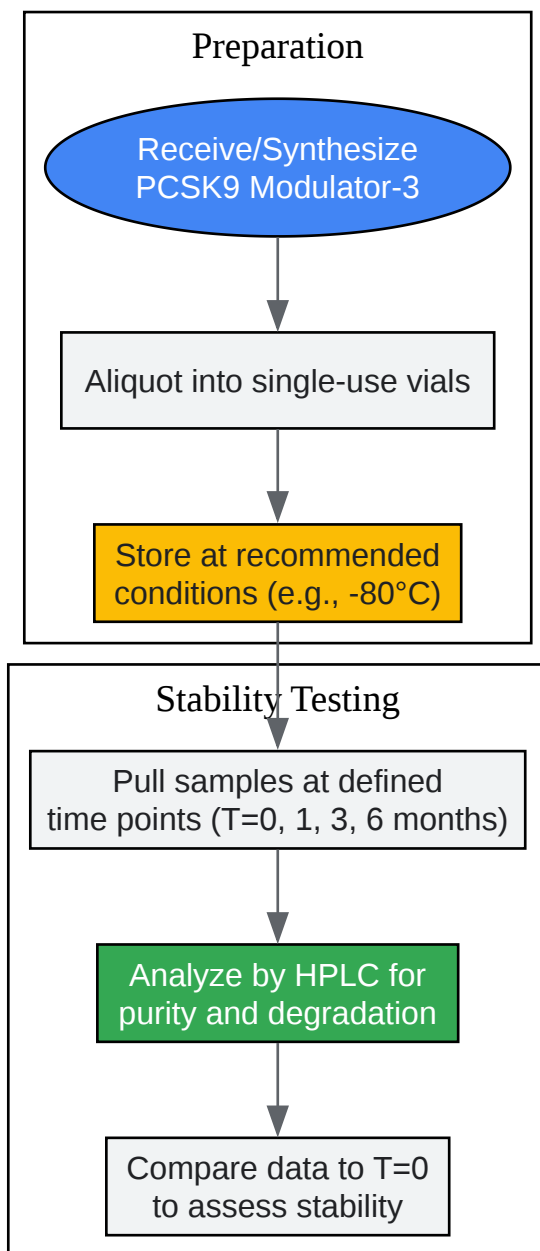 Preparation
Receive/Synthesize
PCSK9 Modulator-3
Aliquot into single-use vials
Store at recommended
conditions (e.g., -80°C)
Stability Testing
Pull samples at defined
time points (T=0, 1, 3, 6 months)
Analyze by HPLC for
purity and degradation
Compare data to T=0
to assess stability